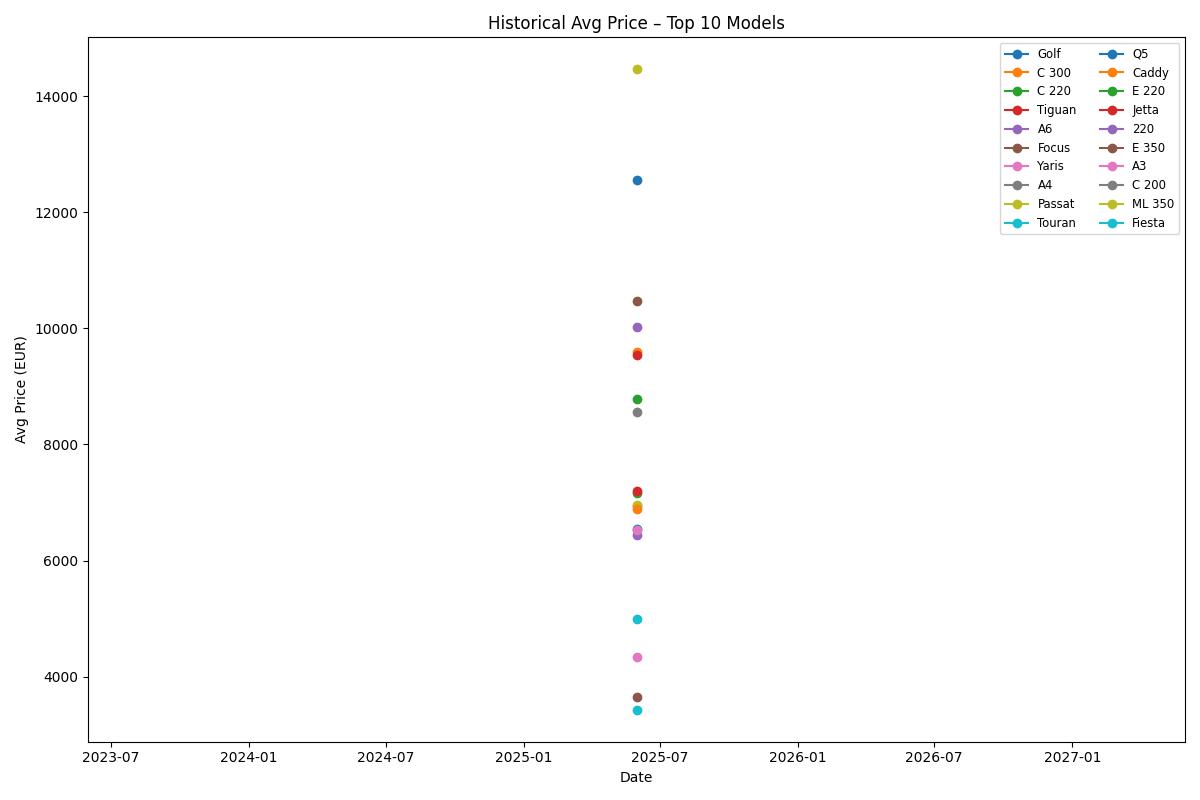 Historical Avg Price – Top 10 Models
Avg Price (EUR)
14000
12000
10000
8000
6000
4000
Golf
C 300
C 220
Tiguan
A6
Focus
Yaris
A4
Passat
Touran
Q5
Caddy
E 220
Jetta
220
E 350
A3
C 200
ML 350
Fiesta
2023-07
2024-01
2024-07
2025-01
2025-07
2026-01
2026-07
2027-01
Date